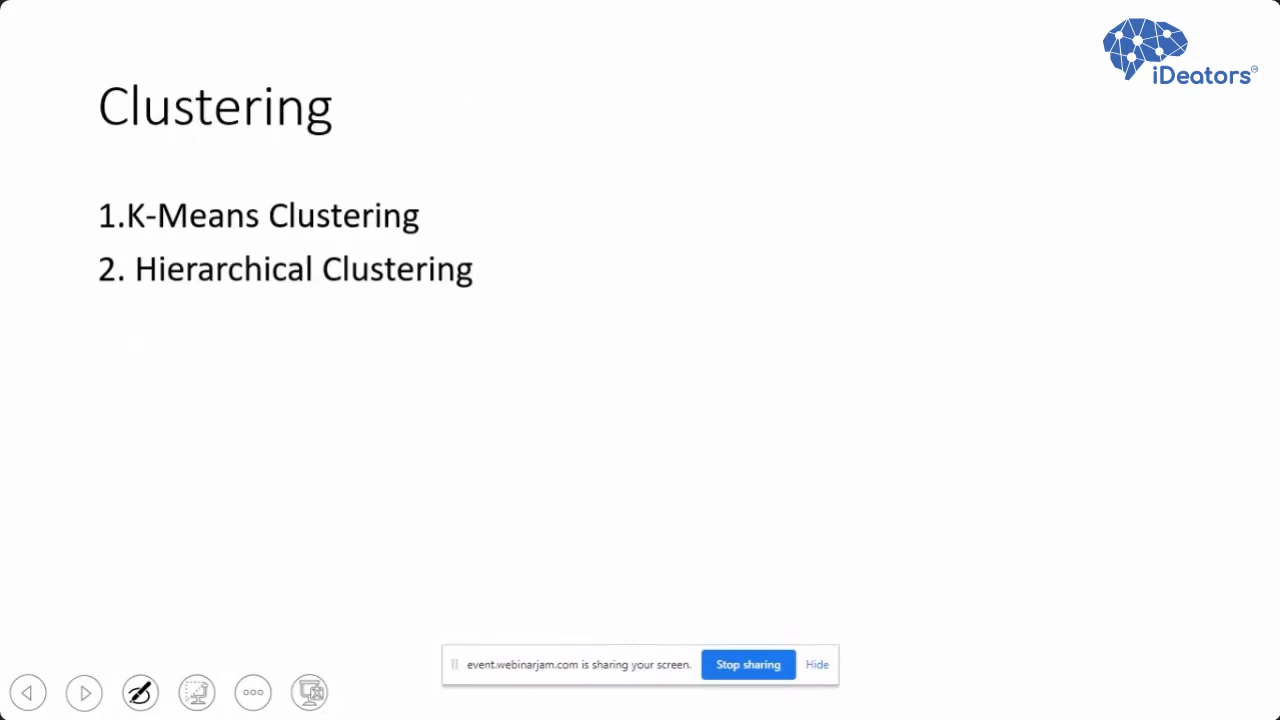 iDeators
Clustering
1.K-Means Clustering
2. Hierarchical Clustering
event.webinarjam.com is sharing your screen. Stop sharing Hide